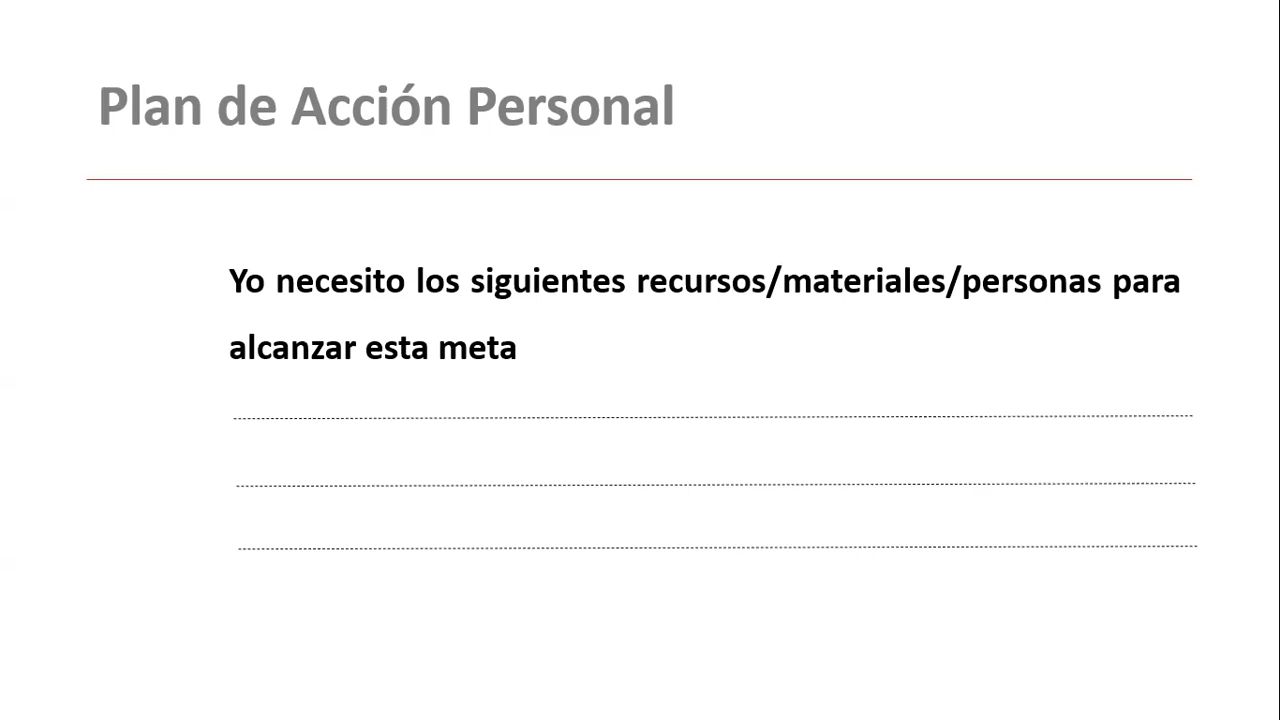 Plan de Acción Personal
Yo necesito los siguientes recursos/materiales/personas para
alcanzar esta meta